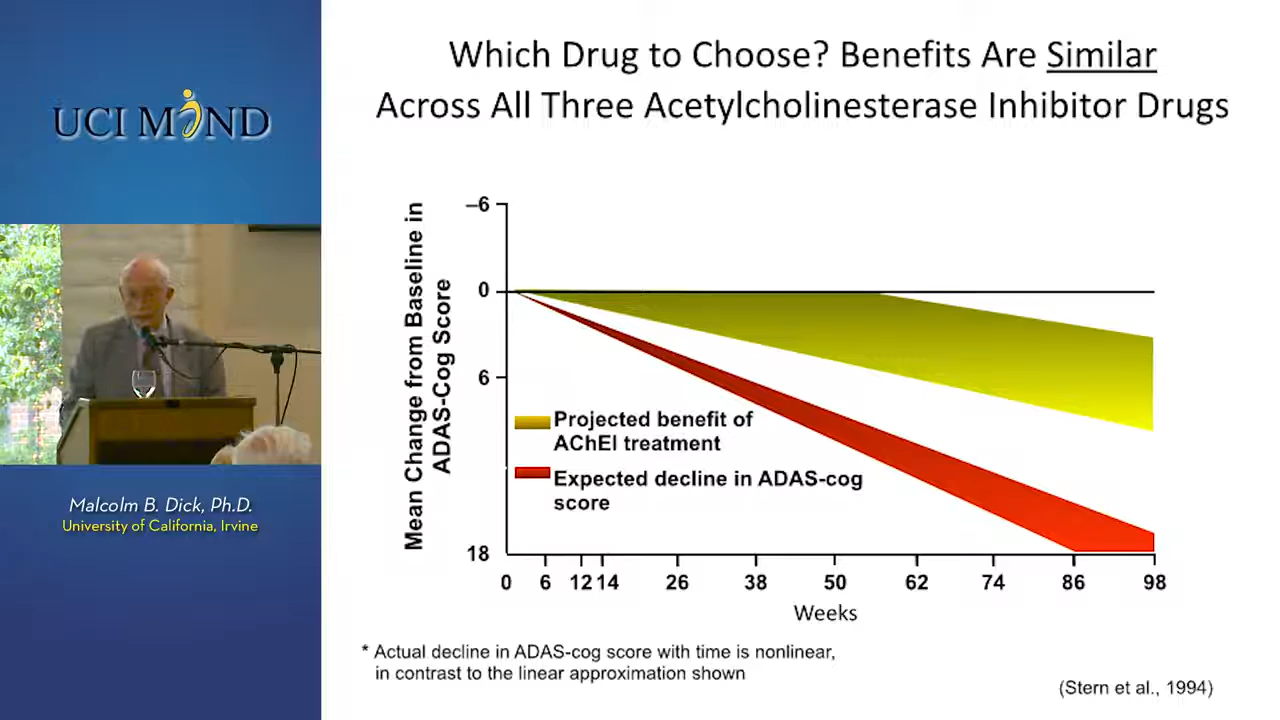 UCI MIND
Malcolm B. Dick, Ph.D.
University of California, Irvine
Which Drug to Choose? Benefits Are Similar
Across All Three Acetylcholinesterase Inhibitor Drugs
Mean Change from Baseline in
ADAS-Cog Score
–6
0
6
18
Projected benefit of
AChEI treatment
Expected decline in ADAS-cog
score
0 6 12 14 26 38 50 62 74 86 98
Weeks
* Actual decline in ADAS-cog score with time is nonlinear,
in contrast to the linear approximation shown
(Stern et al., 1994)